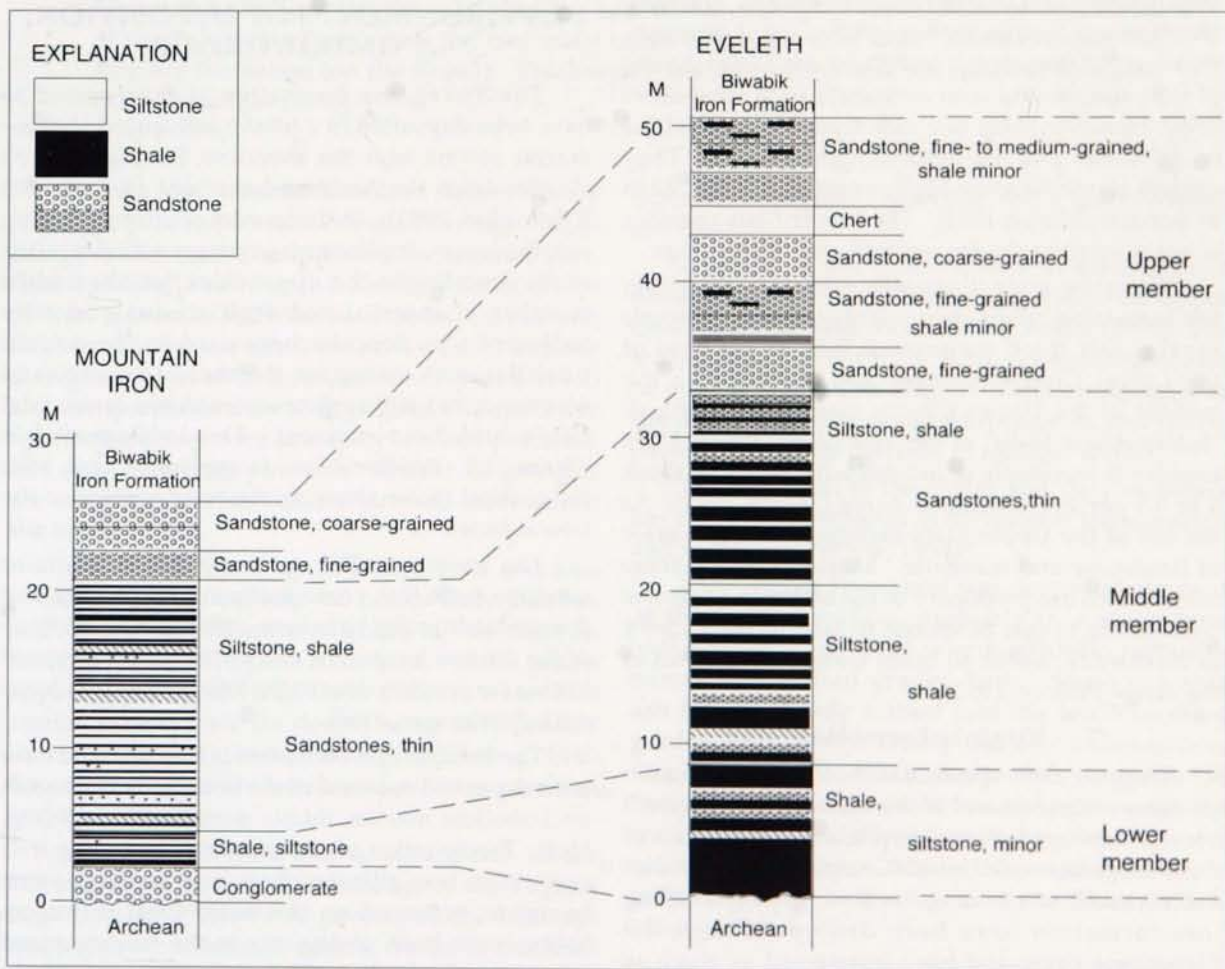 EXPLANATION
Siltstone
Shale
Sandstone
MOUNTAIN
IRON
M
30
Biwabik
Iron Formation
Sandstone, coarse-grained
Sandstone, fine-grained
20
Siltstone, shale
Sandstones, thin
10
Shale, siltstone
Conglomerate
0
Archean
EVELETH
M
Biwabik
Iron Formation
50
Sandstone, fine- to medium-grained,
shale minor
Chert
Sandstone, coarse-grained
Upper
member
40
Sandstone, fine-grained
shale minor
Sandstone, fine-grained
30
Siltstone, shale
Sandstones,thin
20
Middle
member
Siltstone,
shale
10
Shale,
siltstone, minor
Lower
member
0
Archean